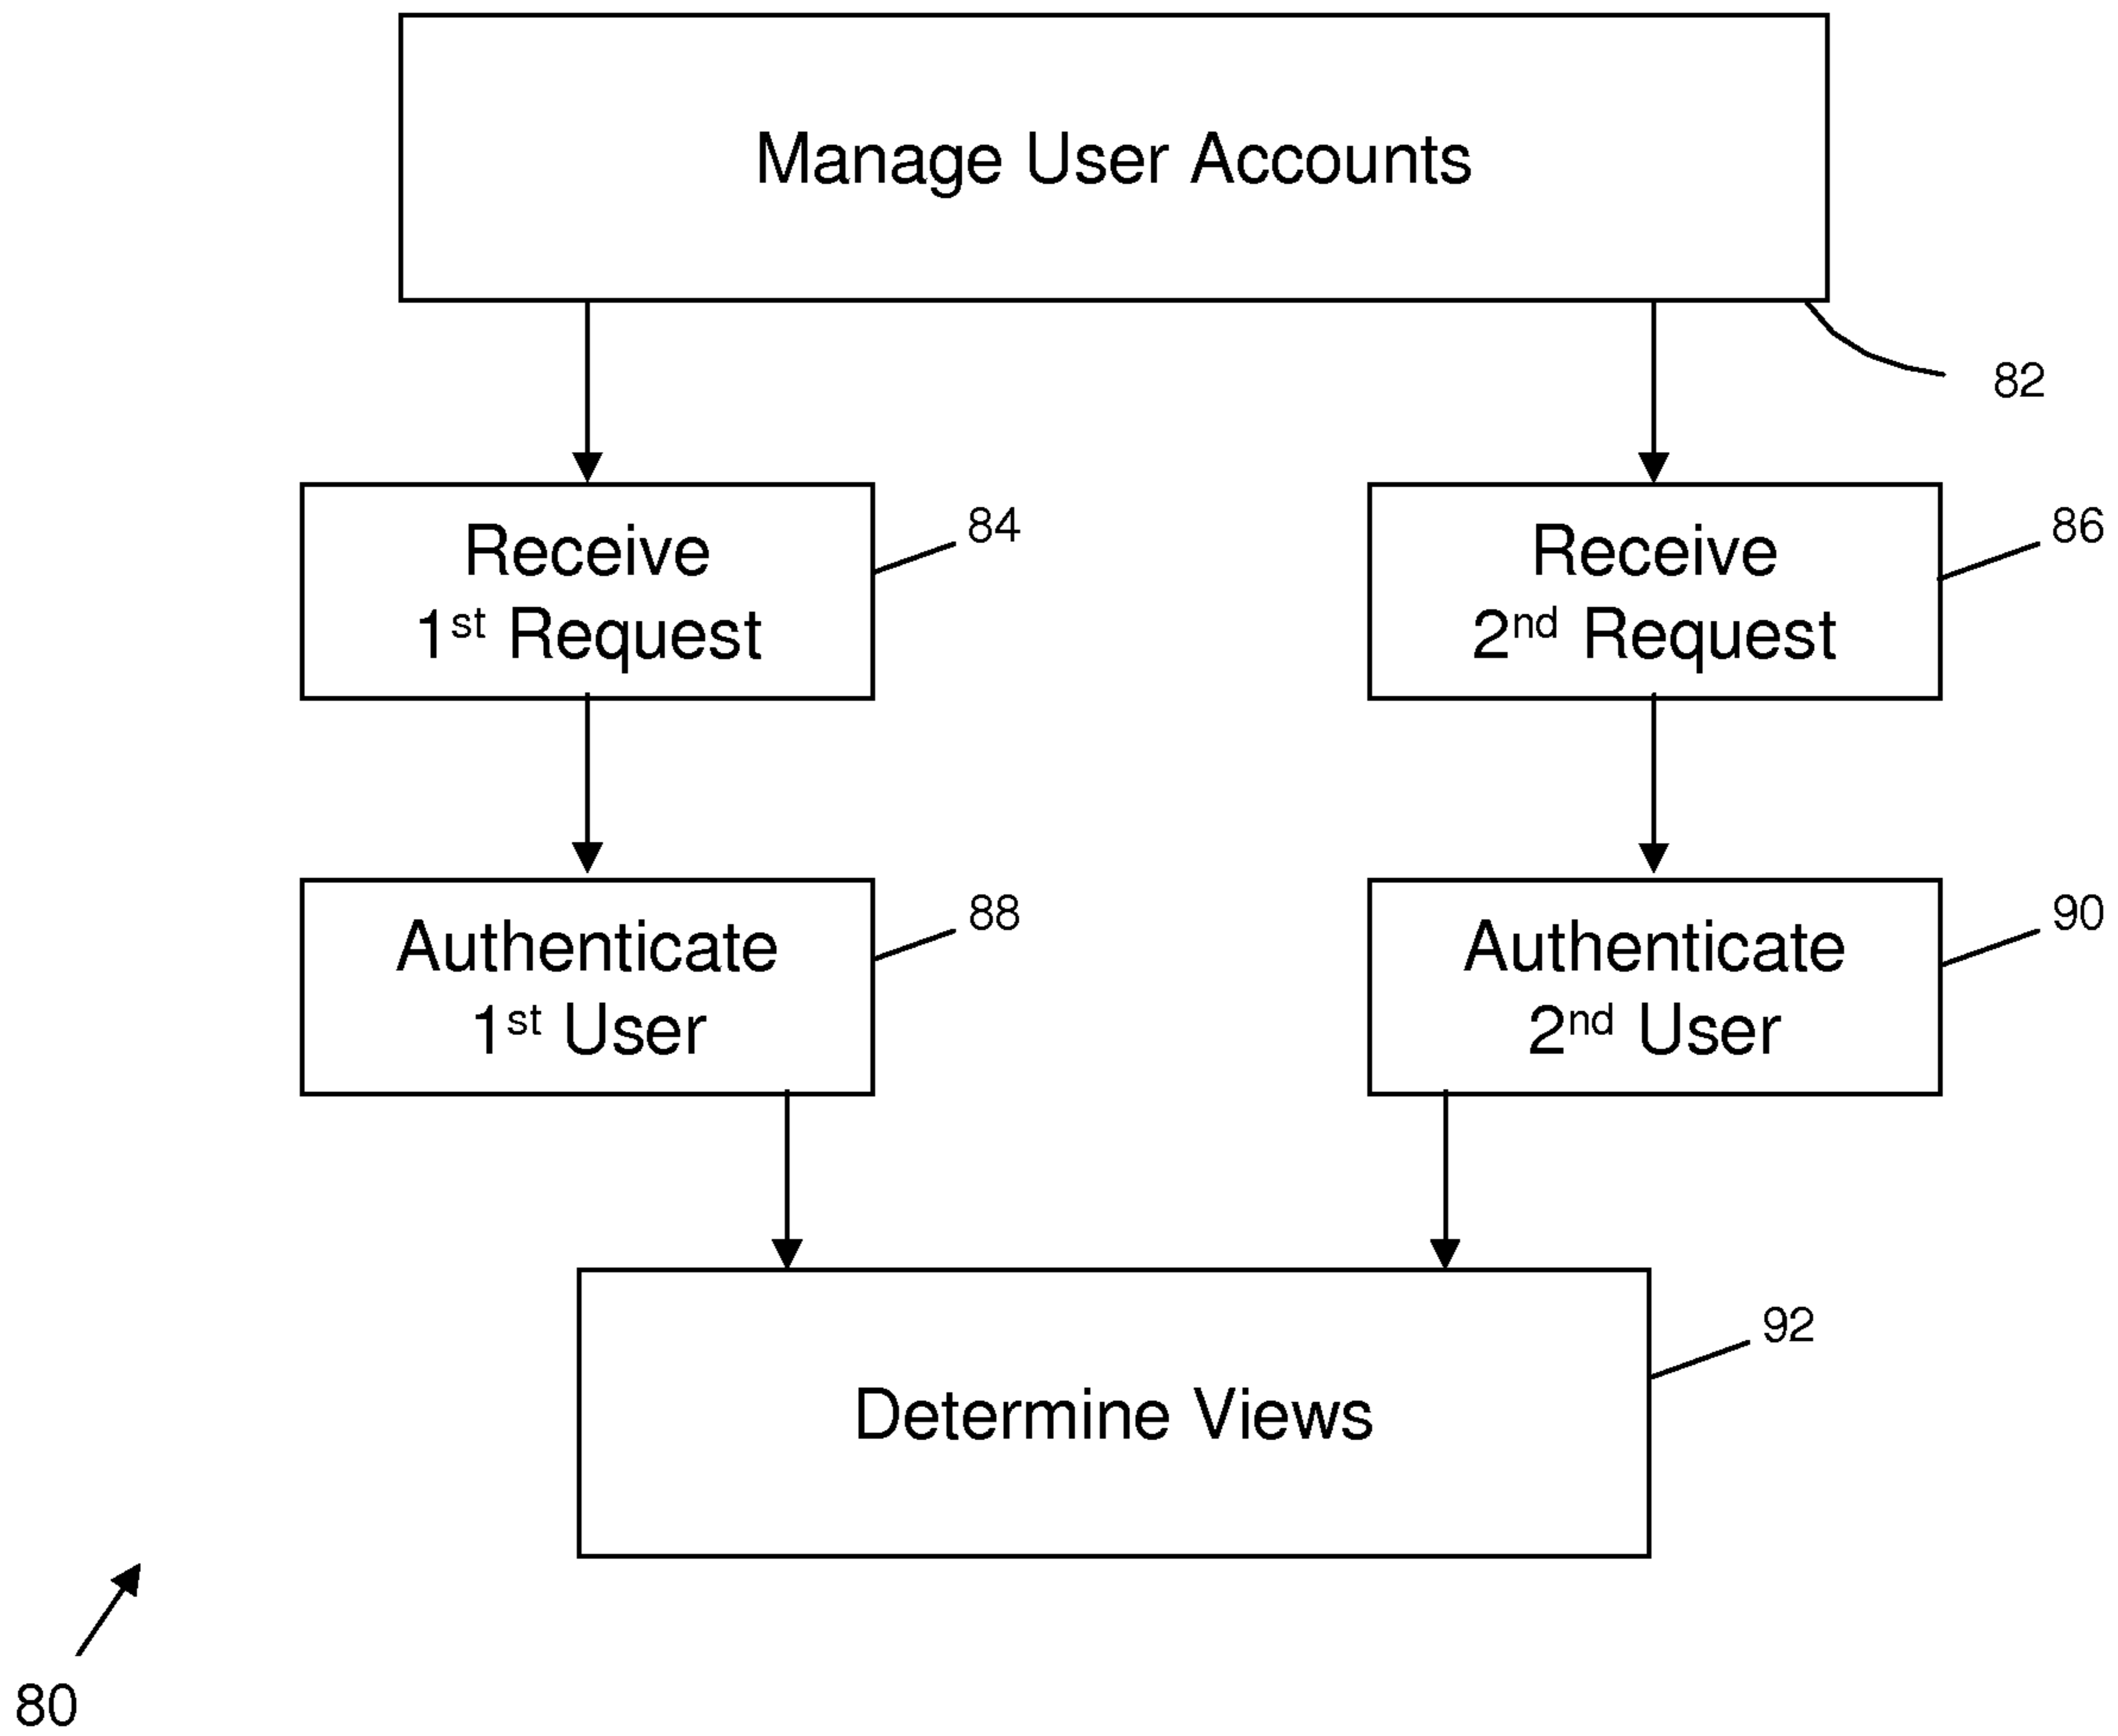 Manage User Accounts
82
Receive
1st Request
84
Receive
2nd Request
86
Authenticate
1st User
88
Authenticate
2nd User
90
Determine Views
92
80